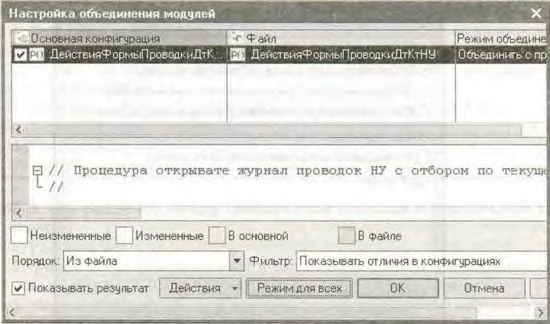 Настройка объединения модулей
Основная конфигурация Файл Режим объедине
P() ДействияФормыПроводкиДтК... P() ДействияФормыПроводкиДтКтНУ Объединить с пр
// Процедура открывате журнал проводок НУ с отбором по текуще
//
Неизмененные Измененные В основной В файле
Порядок: Из файла Фильтр: Показывать отличия в конфигурациях
Показывать результат Действия Режим для всех OK Отмена